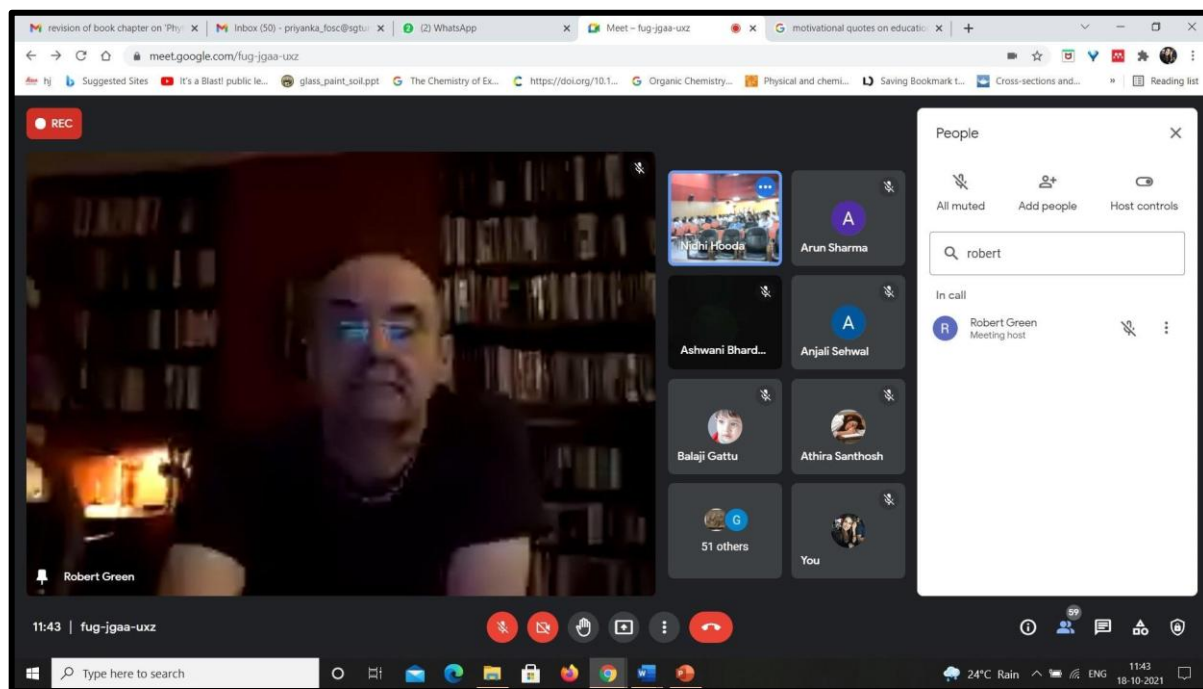 revision of book chapter on 'Phy
Inbox (50) - priyanka_fosc@sgtu
(2) WhatsApp
Meet – fug-jgaa-uxz
motivational quotes on educatio
meet.google.com/fug-jgaa-uxz
hj Suggested Sites It's a Blast! public le... glass_paint_soil.ppt The Chemistry of Ex... https://doi.org/10.1... Organic Chemistry... Physical and chemi... Saving Bookmark t... Cross-sections and... » Reading list
REC
Robert Green
Nidhi Hooda
Arun Sharma
Ashwani Bhard...
A
Anjali Sehwal
A
Balaji Gattu
Athira Santhosh
G
51 others
You
People
All muted
Add people
Host controls
robert
In call
R
Robert Green
Meeting host
11:43 | fug-jgaa-uxz
59
Type here to search
24°C Rain
ENG
11:43
18-10-2021